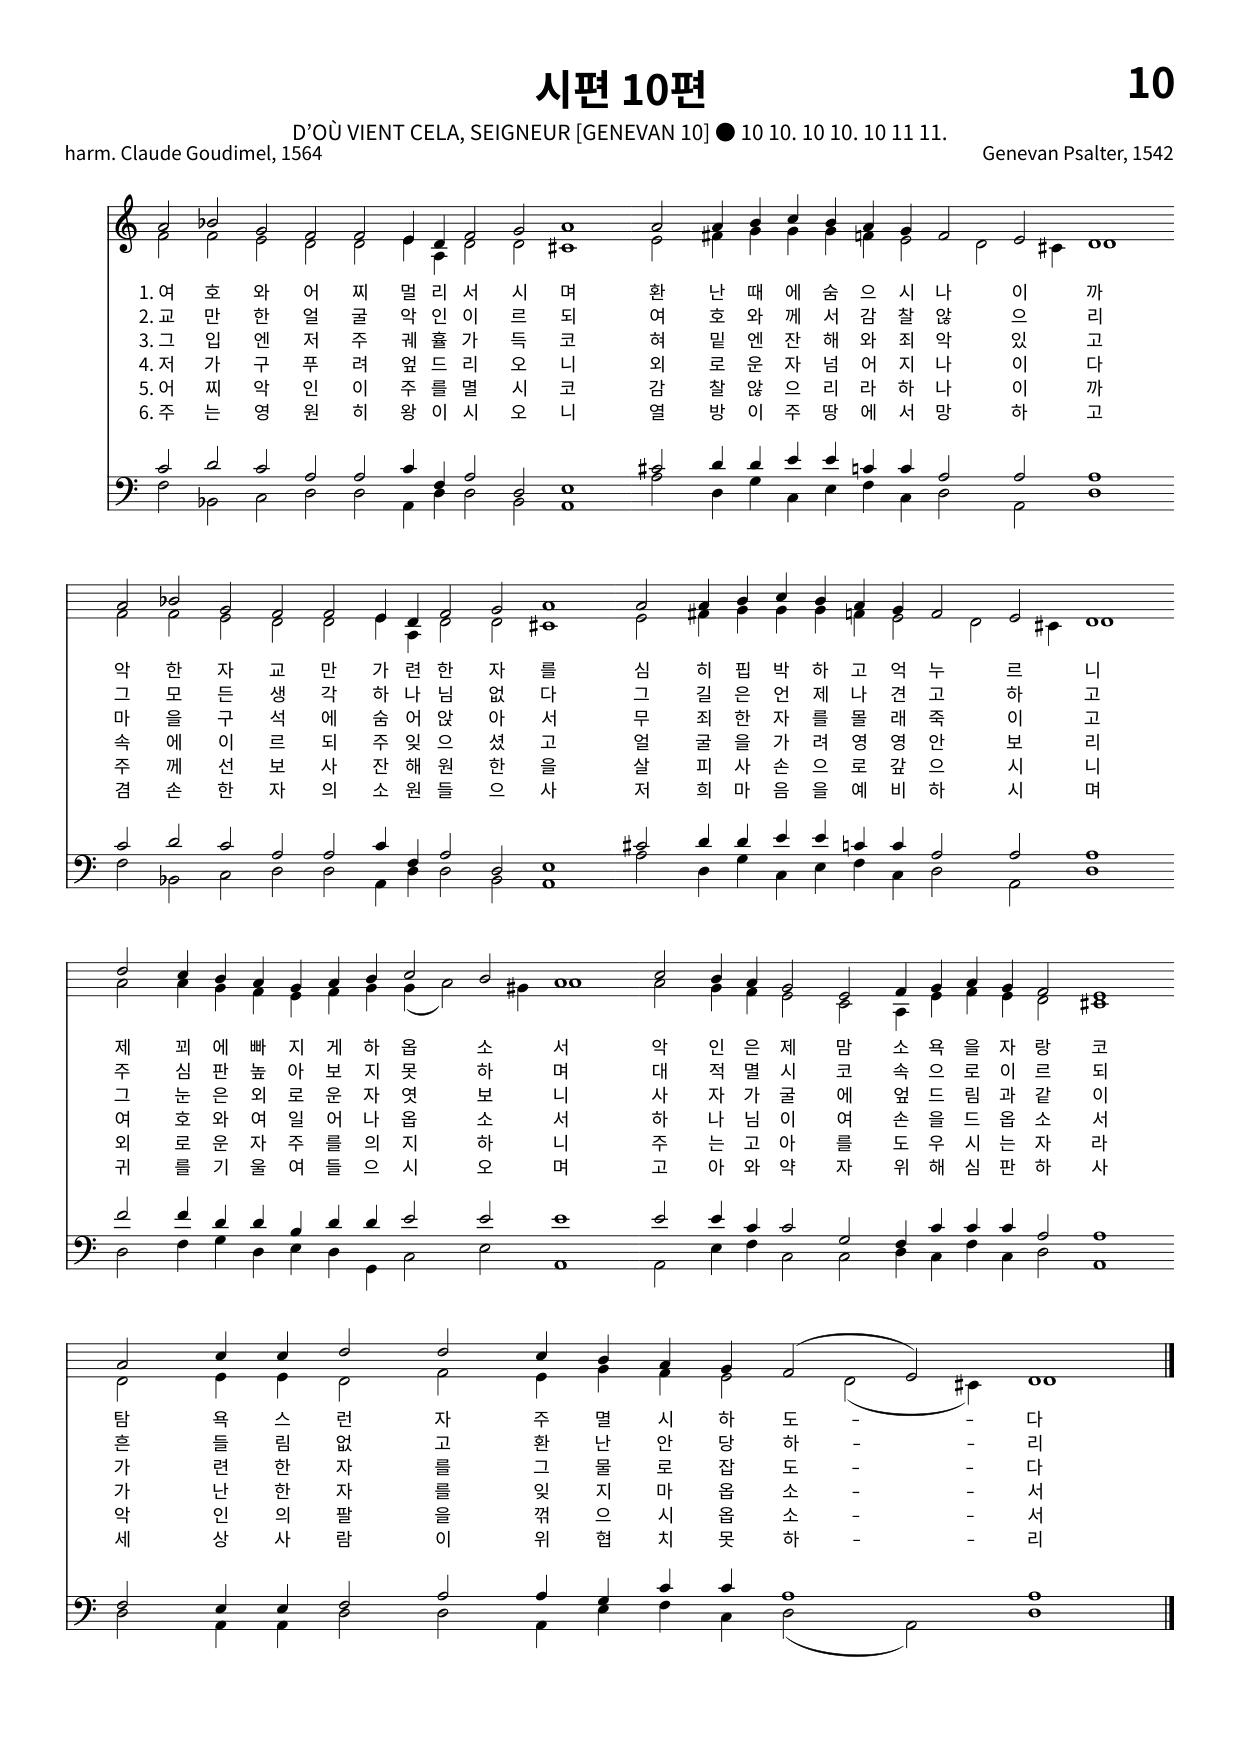 시편 10편
10
D’OÙ VIENT CELA, SEIGNEUR [GENEVAN 10] ● 10 10. 10 10. 10 11 11.
harm. Claude Goudimel, 1564
Genevan Psalter, 1542
1. 여 호 와 어 찌 멀 리 서 시 며 환 난 때 에 숨 으 시 나 이 까
2. 교 만 한 얼 굴 악 인 이 르 되 여 호 와 께 서 감 찰 않 으 리
3. 그 입 엔 저 주 궤 휼 가 득 코 혀 밑 엔 잔 해 와 죄 악 있 고
4. 저 가 구 푸 려 엎 드 리 오 니 외 로 운 자 넘 어 지 나 이 다
5. 어 찌 악 인 이 주 를 멸 시 코 감 찰 않 으 리 라 하 나 이 까
6. 주 는 영 원 히 왕 이 시 오 니 열 방 이 주 땅 에 서 망 하 고
악 한 자 교 만 가 련 한 자 를 심 히 핍 박 하 고 억 누 르 니
그 모 든 생 각 하 나 님 없 다 그 길 은 언 제 나 견 고 하 고
마 을 구 석 에 숨 어 앉 아 서 무 죄 한 자 를 몰 래 죽 이 고
속 에 이 르 되 주 잊 으 셨 고 얼 굴 을 가 려 영 영 안 보 리
주 께 선 보 사 잔 해 원 한 을 살 피 사 손 으 로 갚 으 시 니
겸 손 한 자 의 소 원 들 으 사 저 희 마 음 을 예 비 하 시 며
제 꾀 에 빠 지 게 하 옵 소 서 악 인 은 제 맘 소 욕 을 자 랑 코
주 심 판 높 아 보 지 못 하 며 대 적 멸 시 코 속 으 로 이 르 되
그 눈 은 외 로 운 자 엿 보 니 사 자 가 굴 에 엎 드 림 과 같 이
여 호 와 여 일 어 나 옵 소 서 하 나 님 이 여 손 을 드 옵 소 서
외 로 운 자 주 를 의 지 하 니 주 는 고 아 를 도 우 시 는 자 라
귀 를 기 울 여 들 으 시 오 며 고 아 와 약 자 위 해 심 판 하 사
탐 욕 스 런 자 주 멸 시 하 도 - - 다
흔 들 림 없 고 환 난 안 당 하 - - 리
가 련 한 자 를 그 물 로 잡 도 - - 다
가 난 한 자 를 잊 지 마 옵 소 - - 서
악 인 의 팔 을 꺾 으 시 옵 소 - - 서
세 상 사 람 이 위 협 치 못 하 - - 리